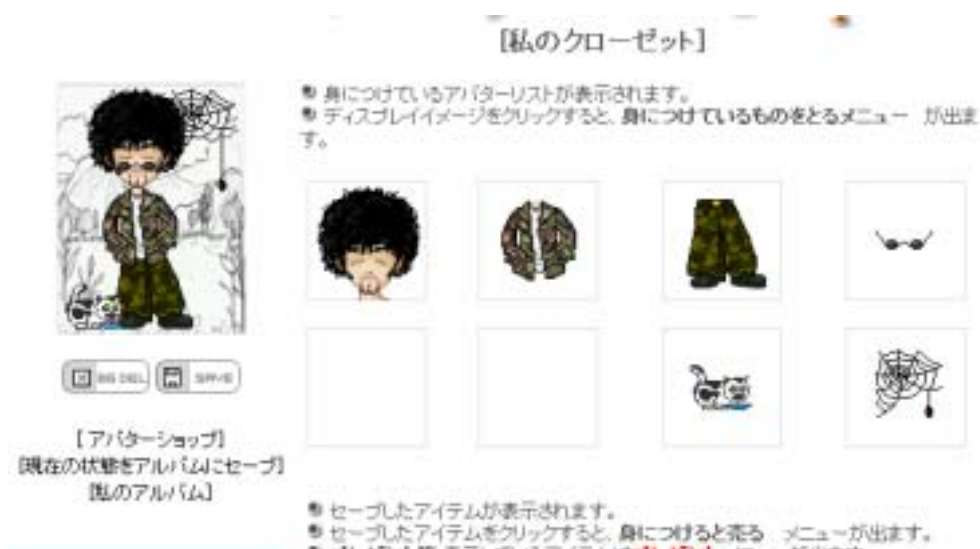 [私のクローゼット]
身につけているアバターリストが表示されます。
ディスプレイイメージをクリックすると、身につけているものをとるメニュー が出ま
す。
BG DEL
SAVE
[アバターショップ]
[現在の状態をアルバムにセーブ]
[私のアルバム]
セーブしたアイテムが表示されます。
セーブしたアイテムをクリックすると、身につけると売る メニューが出ます。